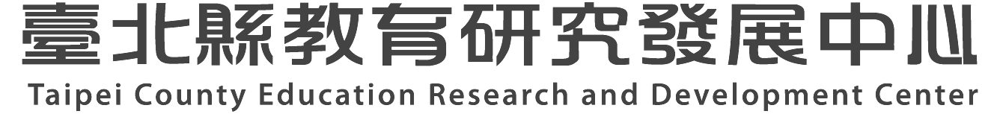 臺北縣教育研究發展中心
Taipei County Education Research and Development Center